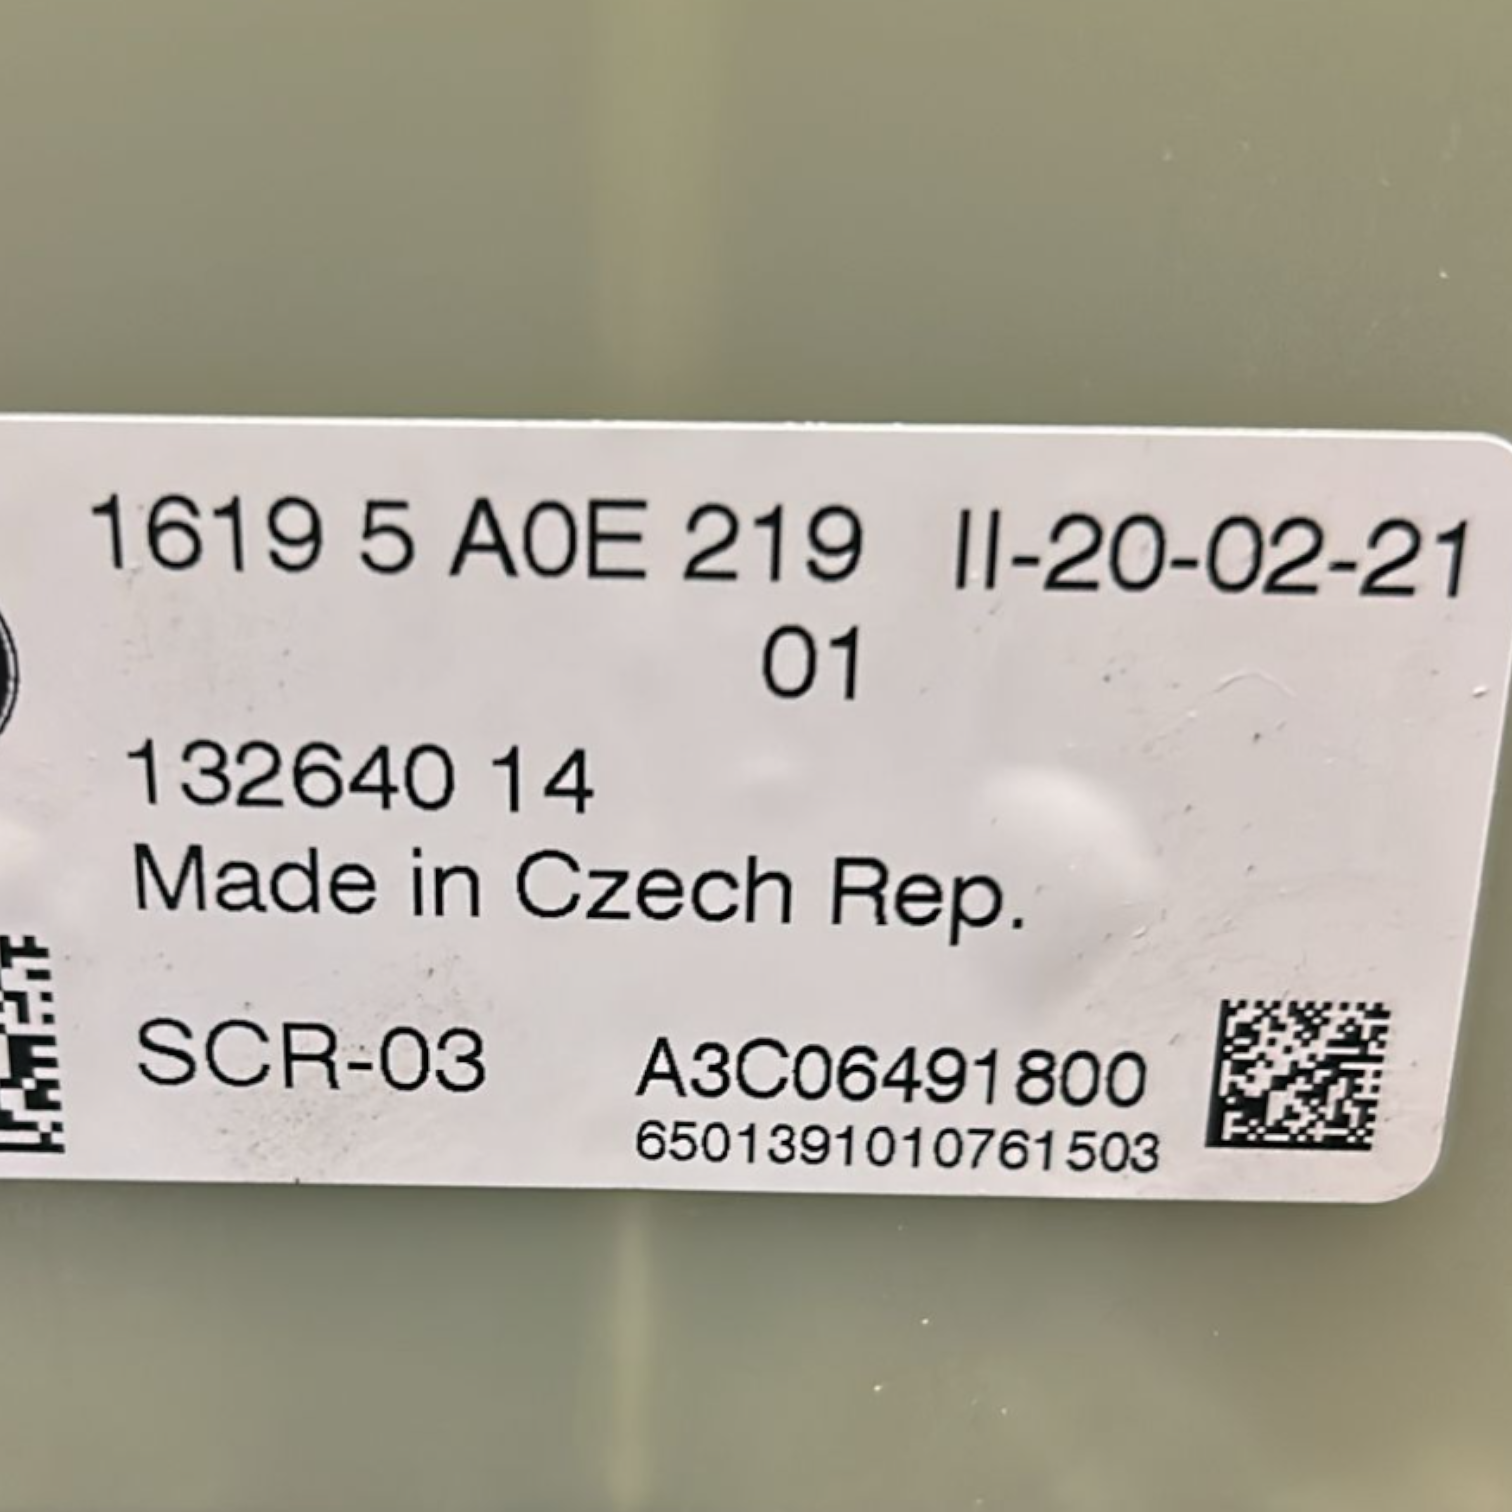 1619 5 A0E 219 II-20-02-21
01
132640 14
Made in Czech Rep.
SCR-03 A3C06491800
6501391010761503